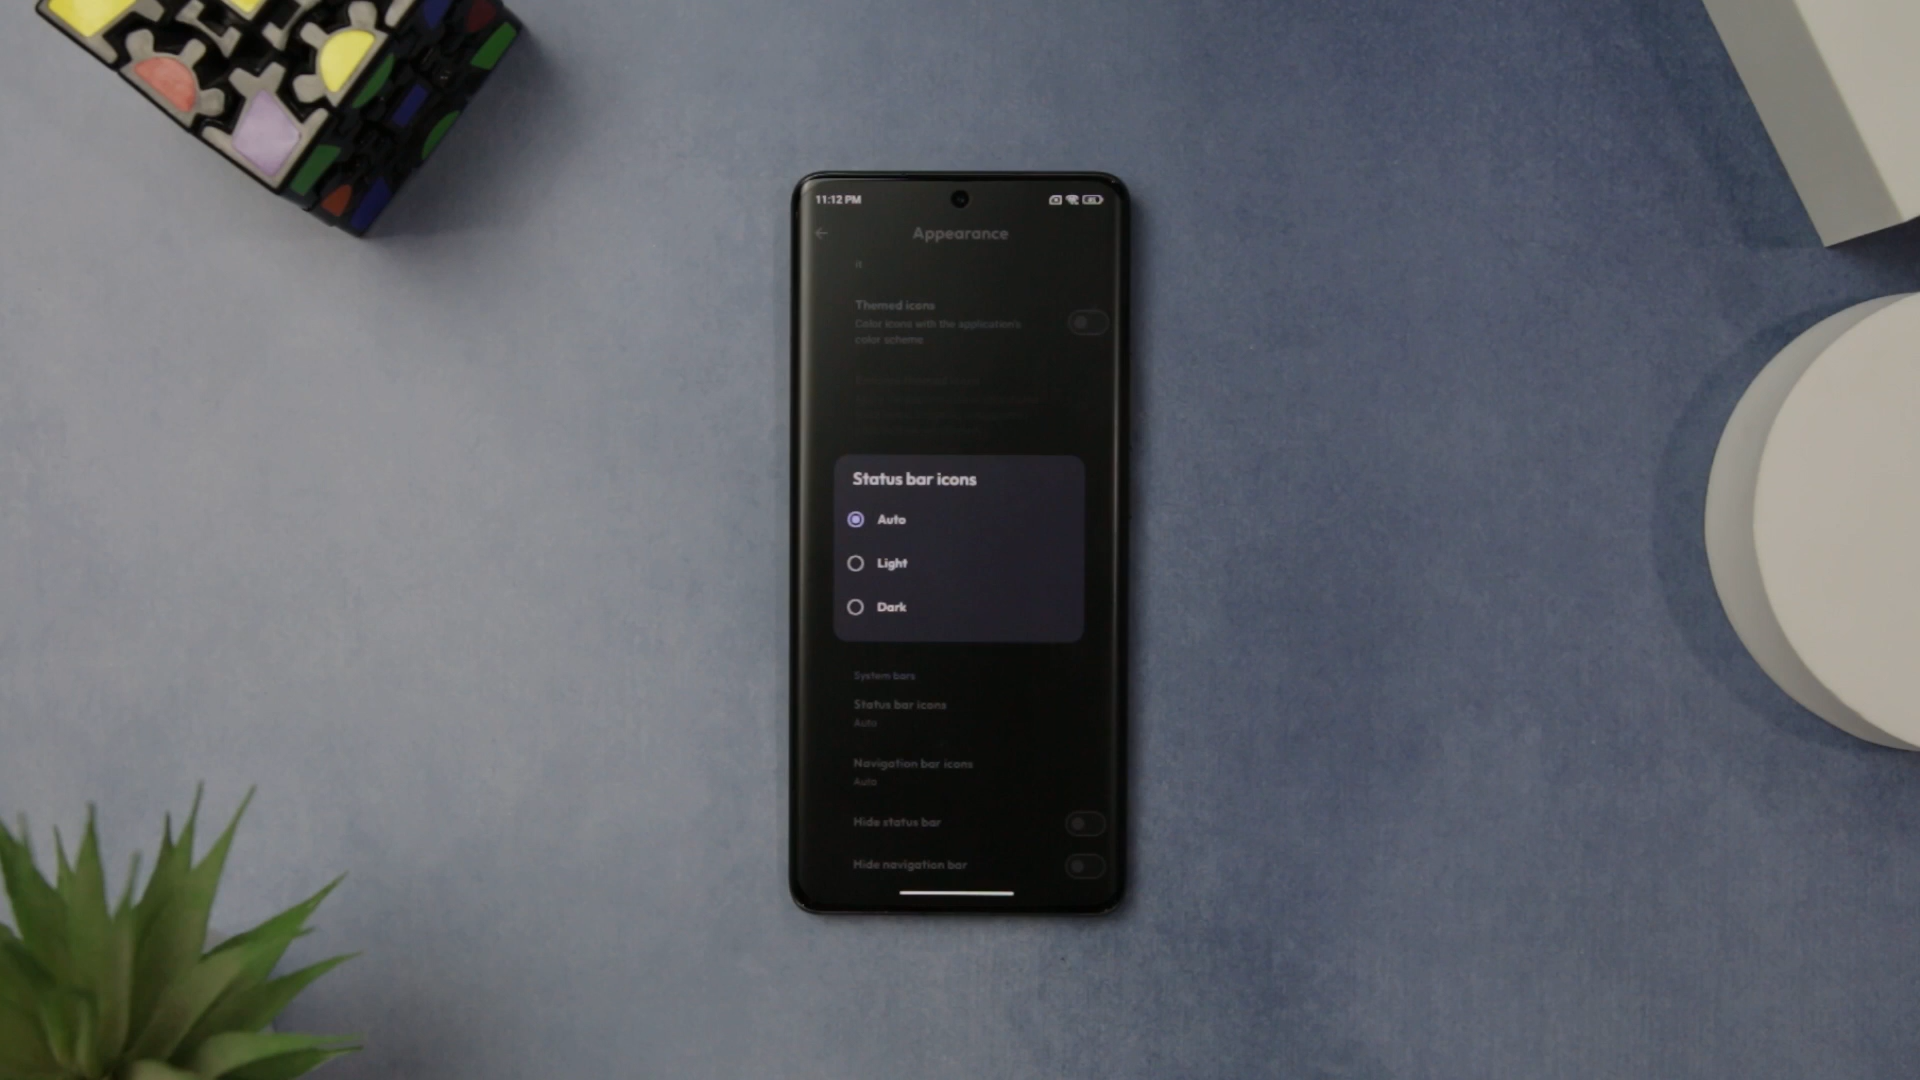 11:12 PM
Appearance
it
Themed icons
Color icons with the application's
color scheme
Status bar icons
Auto
Light
Dark
System bars
Status bar icons
Auto
Navigation bar icons
Auto
Hide status bar
Hide navigation bar